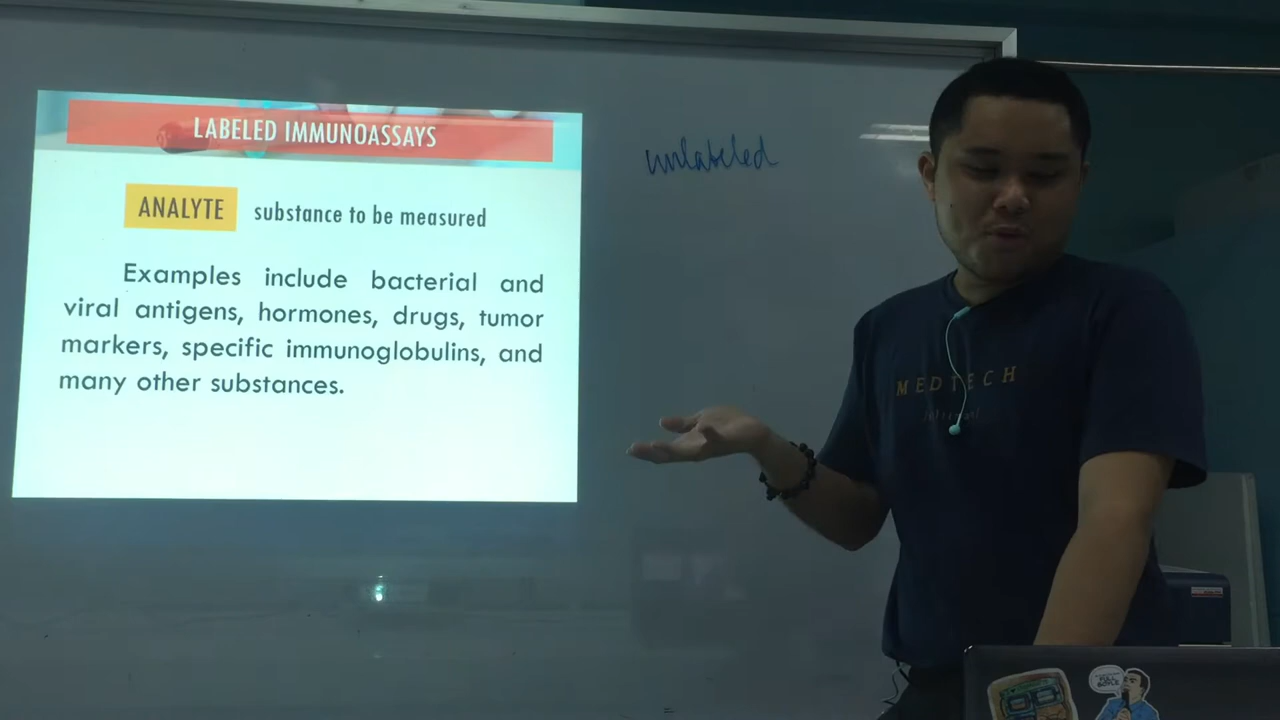 LABELED IMMUNOASSAYS
ANALYTE substance to be measured
Examples include bacterial and
viral antigens, hormones, drugs, tumor
markers, specific immunoglobulins, and
many other substances.
unlabeled
MEDTECH